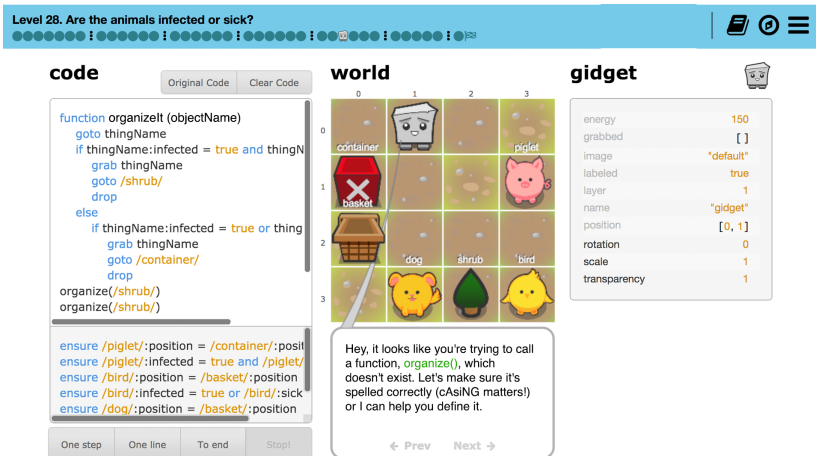 Level 28. Are the animals infected or sick?
code
Original Code
Clear Code
function organizeIt (objectName)
goto thingName
if thingName:infected = true and thingN
grab thingName
goto /shrub/
drop
else
if thingName:infected = true or thing
grab thingName
goto /container/
drop
organize(/shrub/)
organize(/shrub/)
ensure /piglet/:position = /container/:posit
ensure /piglet/:infected = true and /piglet/
ensure /bird/:position = /basket/:position
ensure /bird/:infected = true or /bird/:sick
ensure /dog/:position = /basket/:position
One step
One line
To end
Stop!
world
0 1 2 3
0
container
piglet
1
basket
2
dog
shrub
bird
3
Hey, it looks like you're trying to call
a function, organize(), which
doesn't exist. Let's make sure it's
spelled correctly (cAsiNG matters!)
or I can help you define it.
← Prev
Next →
gidget
energy 150
grabbed [ ]
image "default"
labeled true
layer 1
name "gidget"
position [0, 1]
rotation 0
scale 1
transparency 1